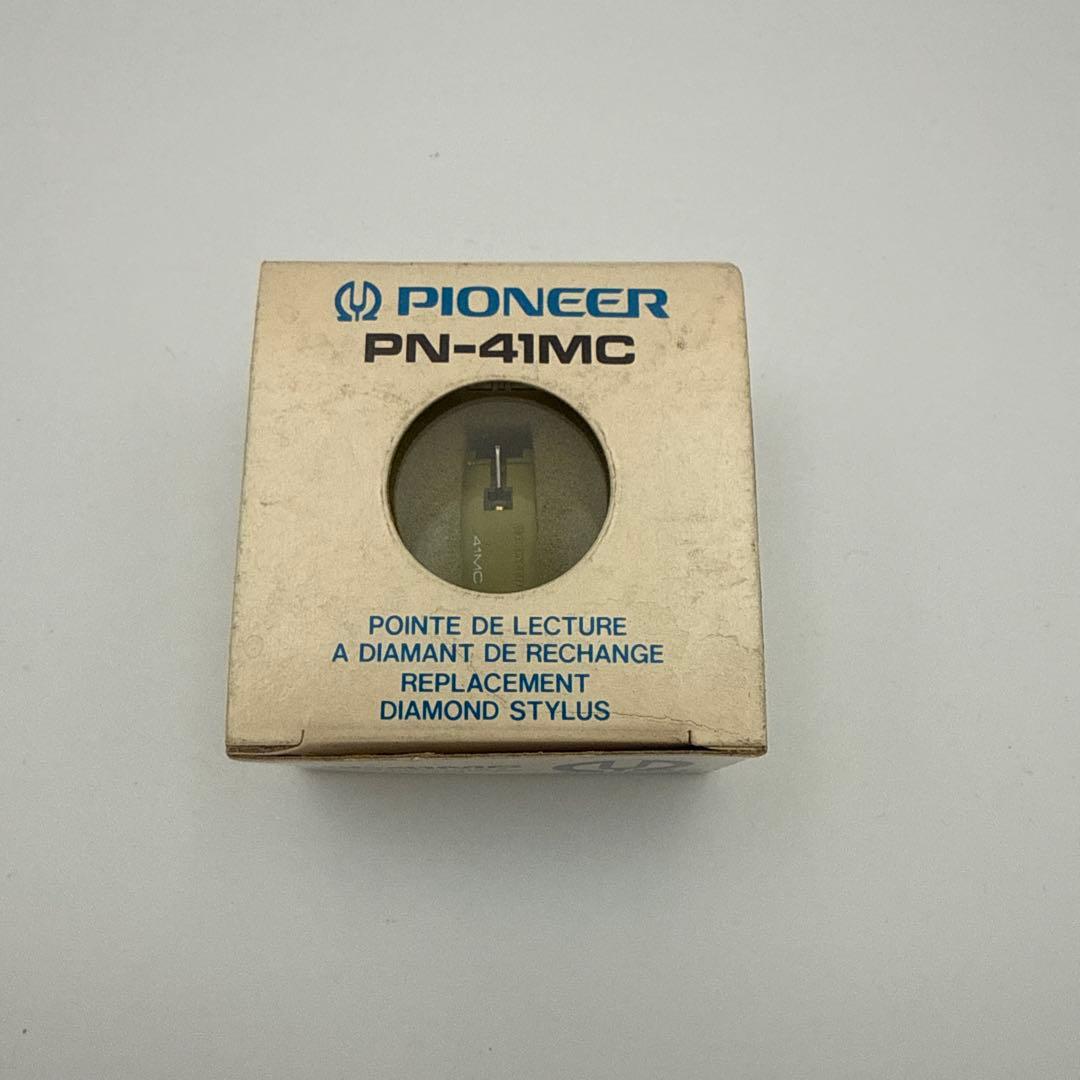 PIONEER
PN-41MC
41MC
POINTE DE LECTURE
A DIAMANT DE RECHANGE
REPLACEMENT
DIAMOND STYLUS